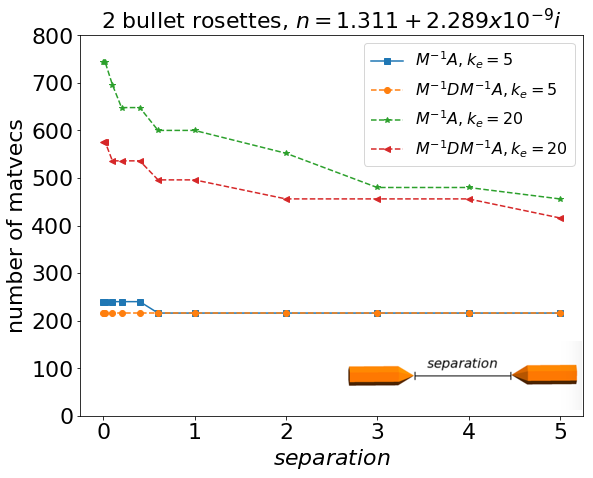 2 bullet rosettes, n = 1.311 + 2.289x10⁻⁹i
800
700
600
500
400
300
200
100
0
number of matvecs
M⁻¹A, kₑ = 5
M⁻¹DM⁻¹A, kₑ = 5
M⁻¹A, kₑ = 20
M⁻¹DM⁻¹A, kₑ = 20
separation
0 1 2 3 4 5
separation